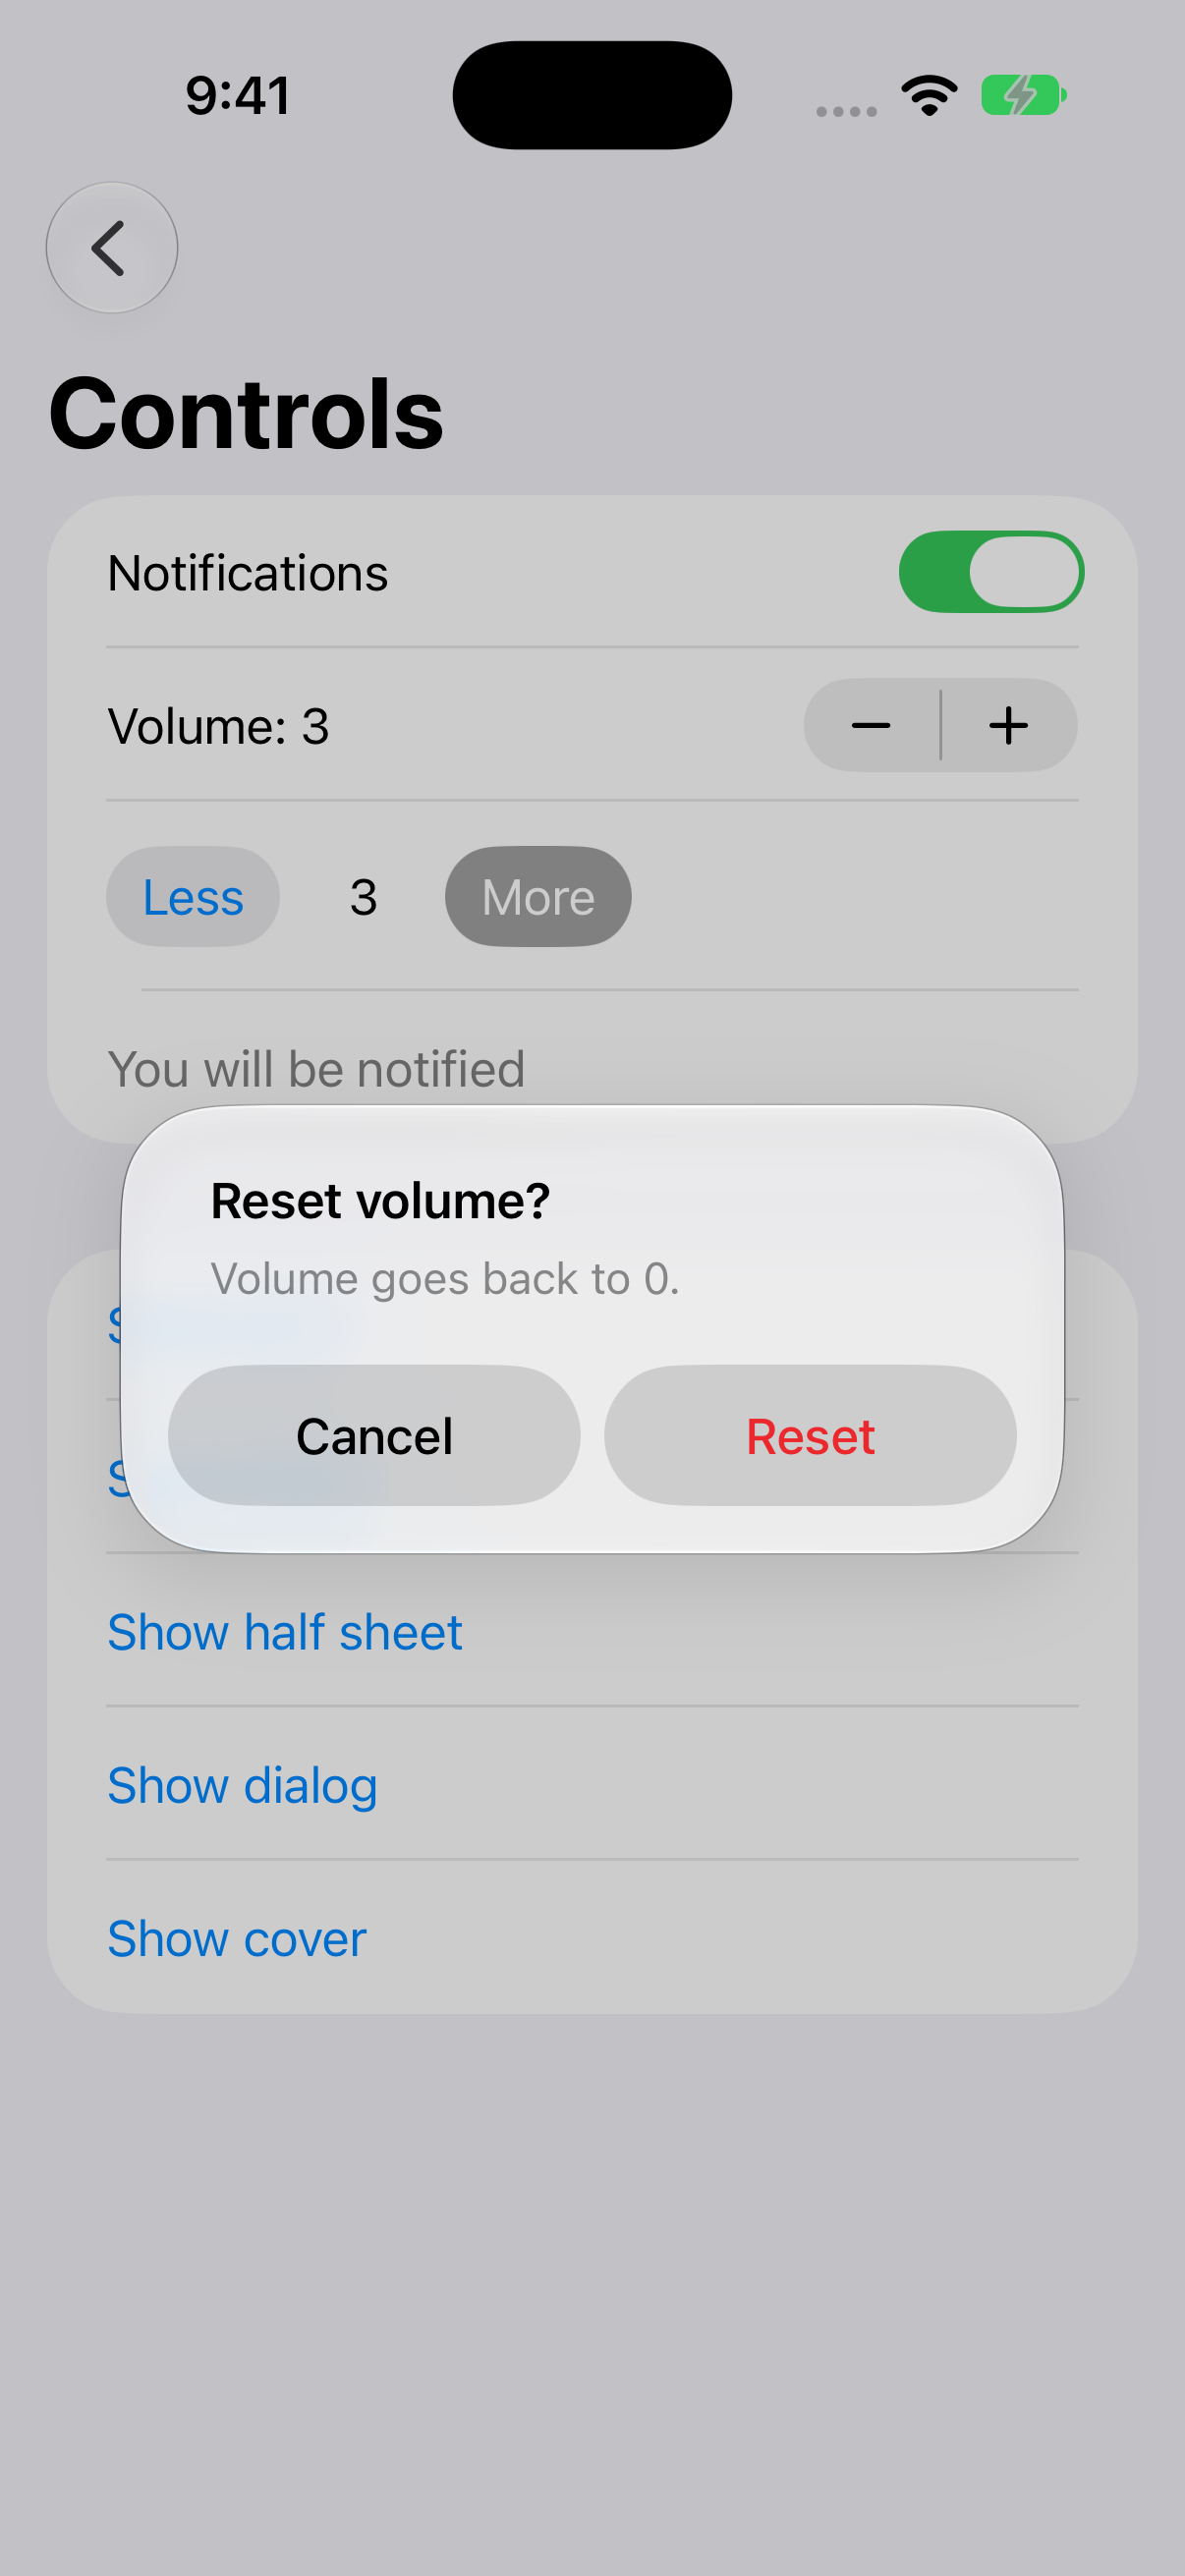 9:41
Controls
Notifications
Volume: 3
Less 3 More
You will be notified
Reset volume?
Volume goes back to 0.
Cancel Reset
Show half sheet
Show dialog
Show cover